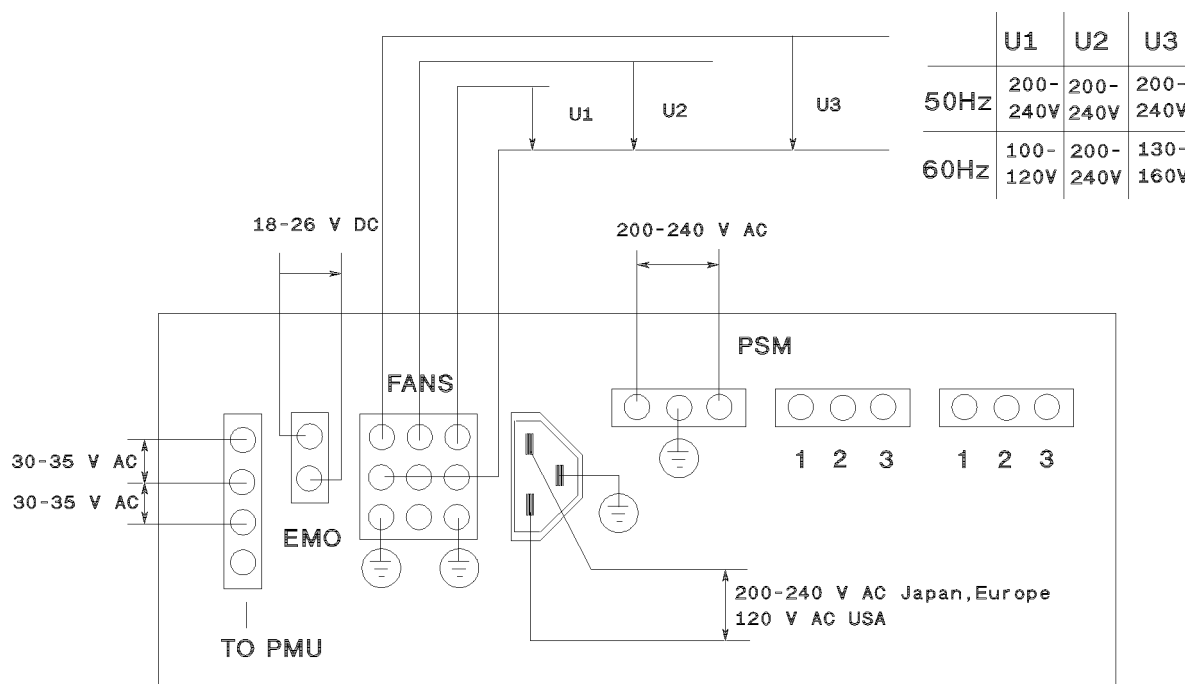 U1 U2 U3
50Hz 200-240V 200-240V 200-240V
60Hz 100-120V 200-240V 130-160V
U1 U2 U3
18-26 V DC
200-240 V AC
PSM
FANS
30-35 V AC
30-35 V AC
EMO
1 2 3 1 2 3
200-240 V AC Japan,Europe
120 V AC USA
TO PMU